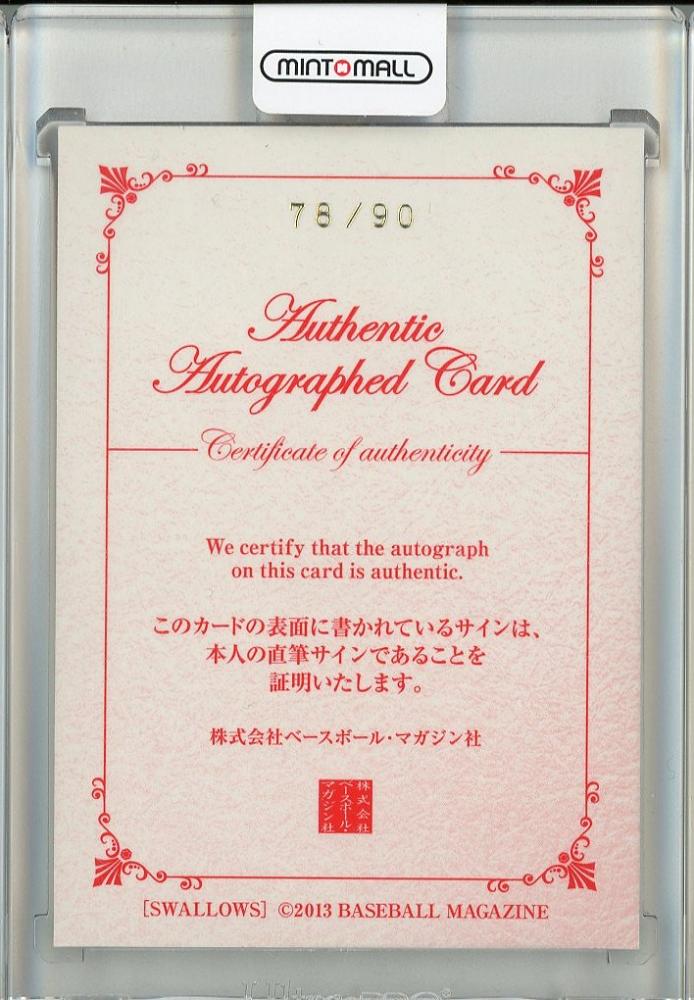 MINTMALL
78/90
Authentic
Autographed Card
Certificate of authenticity
We certify that the autograph
on this card is authentic.
このカードの表面に書かれているサインは、
本人の直筆サインであることを
証明いたします。
株式会社ベースボール・マガジン社
株式会社
ベースボール・
マガジン社
[SWALLOWS] ©2013 BASEBALL MAGAZINE